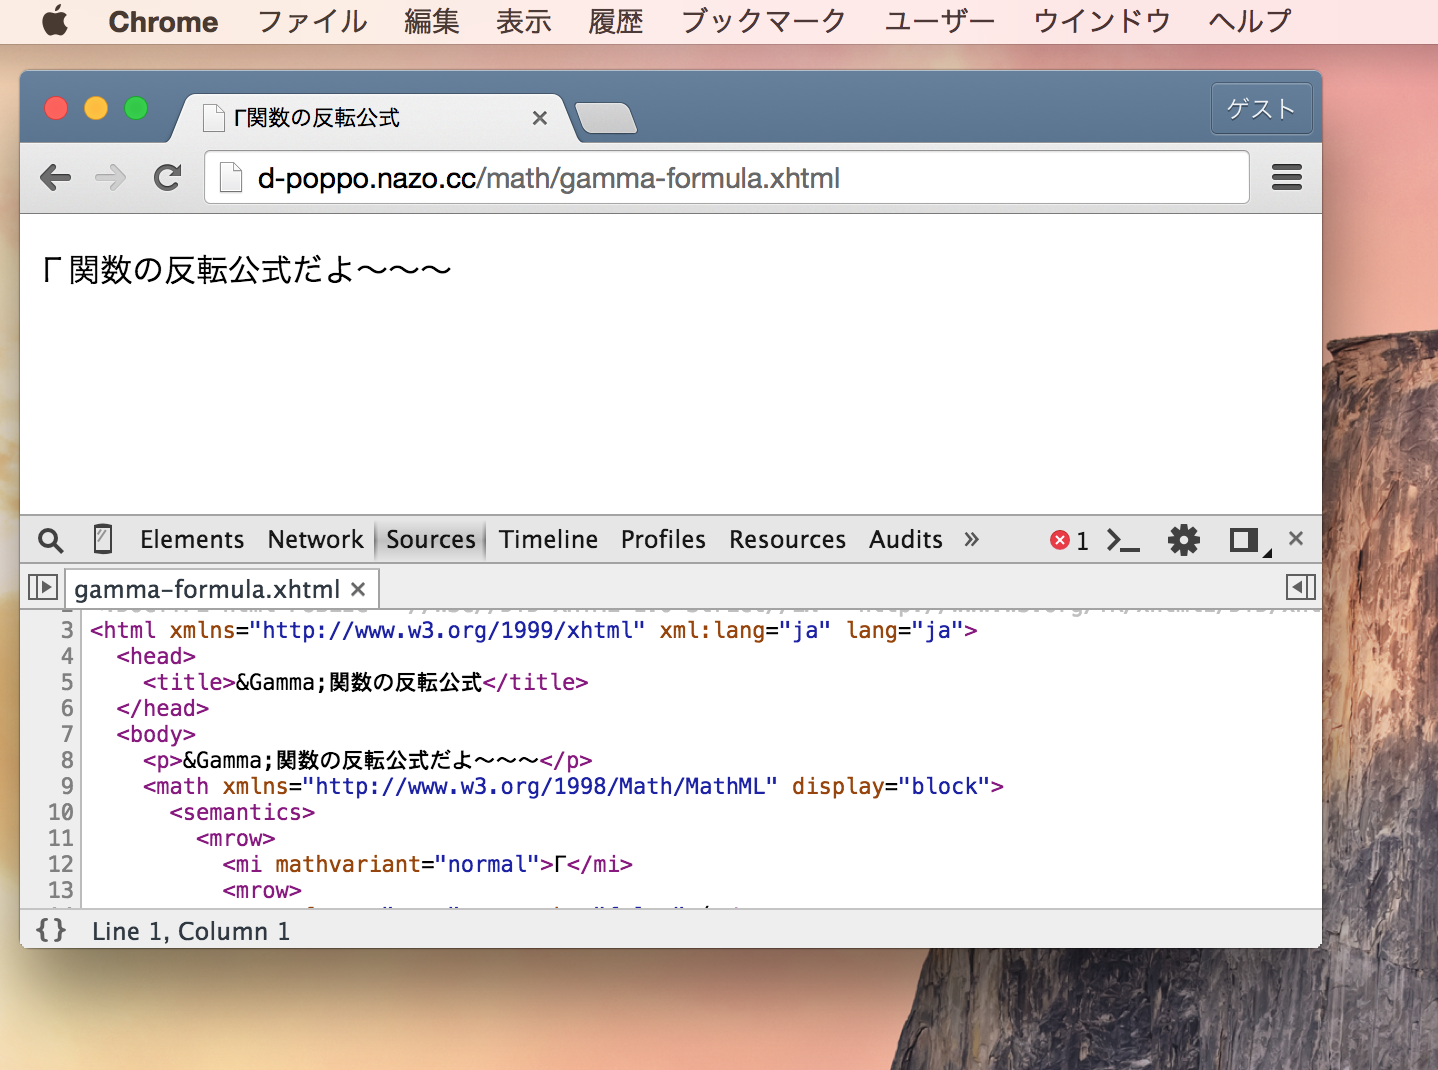 Chrome ファイル 編集 表示 履歴 ブックマーク ユーザー ウインドウ ヘルプ
Γ関数の反転公式
ゲスト
d-poppo.nazo.cc/math/gamma-formula.xhtml
Γ関数の反転公式だよ〜〜〜
Elements Network Sources Timeline Profiles Resources Audits » 1
gamma-formula.xhtml
3 <html xmlns="http://www.w3.org/1999/xhtml" xml:lang="ja" lang="ja">
4 <head>
5 <title>&Gamma;関数の反転公式</title>
6 </head>
7 <body>
8 <p>&Gamma;関数の反転公式だよ〜〜〜</p>
9 <math xmlns="http://www.w3.org/1998/Math/MathML" display="block">
10 <semantics>
11 <mrow>
12 <mi mathvariant="normal">Γ</mi>
13 <mrow>
{} Line 1, Column 1